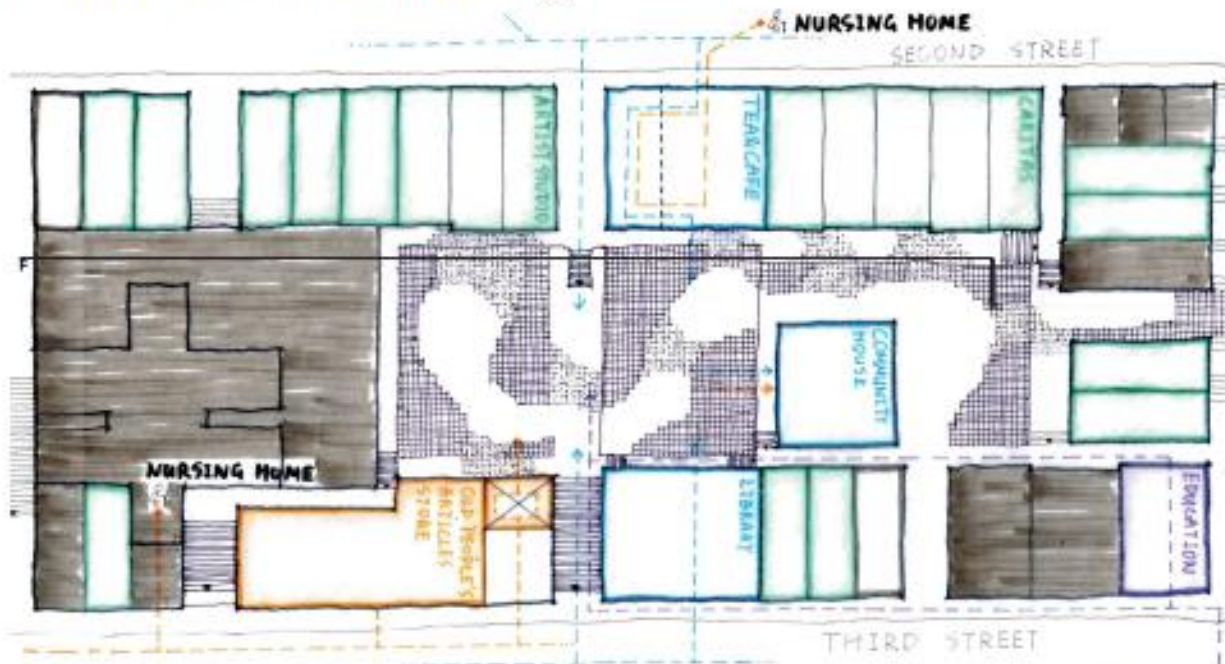 NURSING HOME
SECOND STREET
ARTIST STUDIO
TEA&CAFE
CARITAS
F
COMMUNITY
HOUSE
NURSING HOME
OLD PEOPLE'S
ARTICLES
STORE
LIBRARY
EDUCATION
THIRD STREET